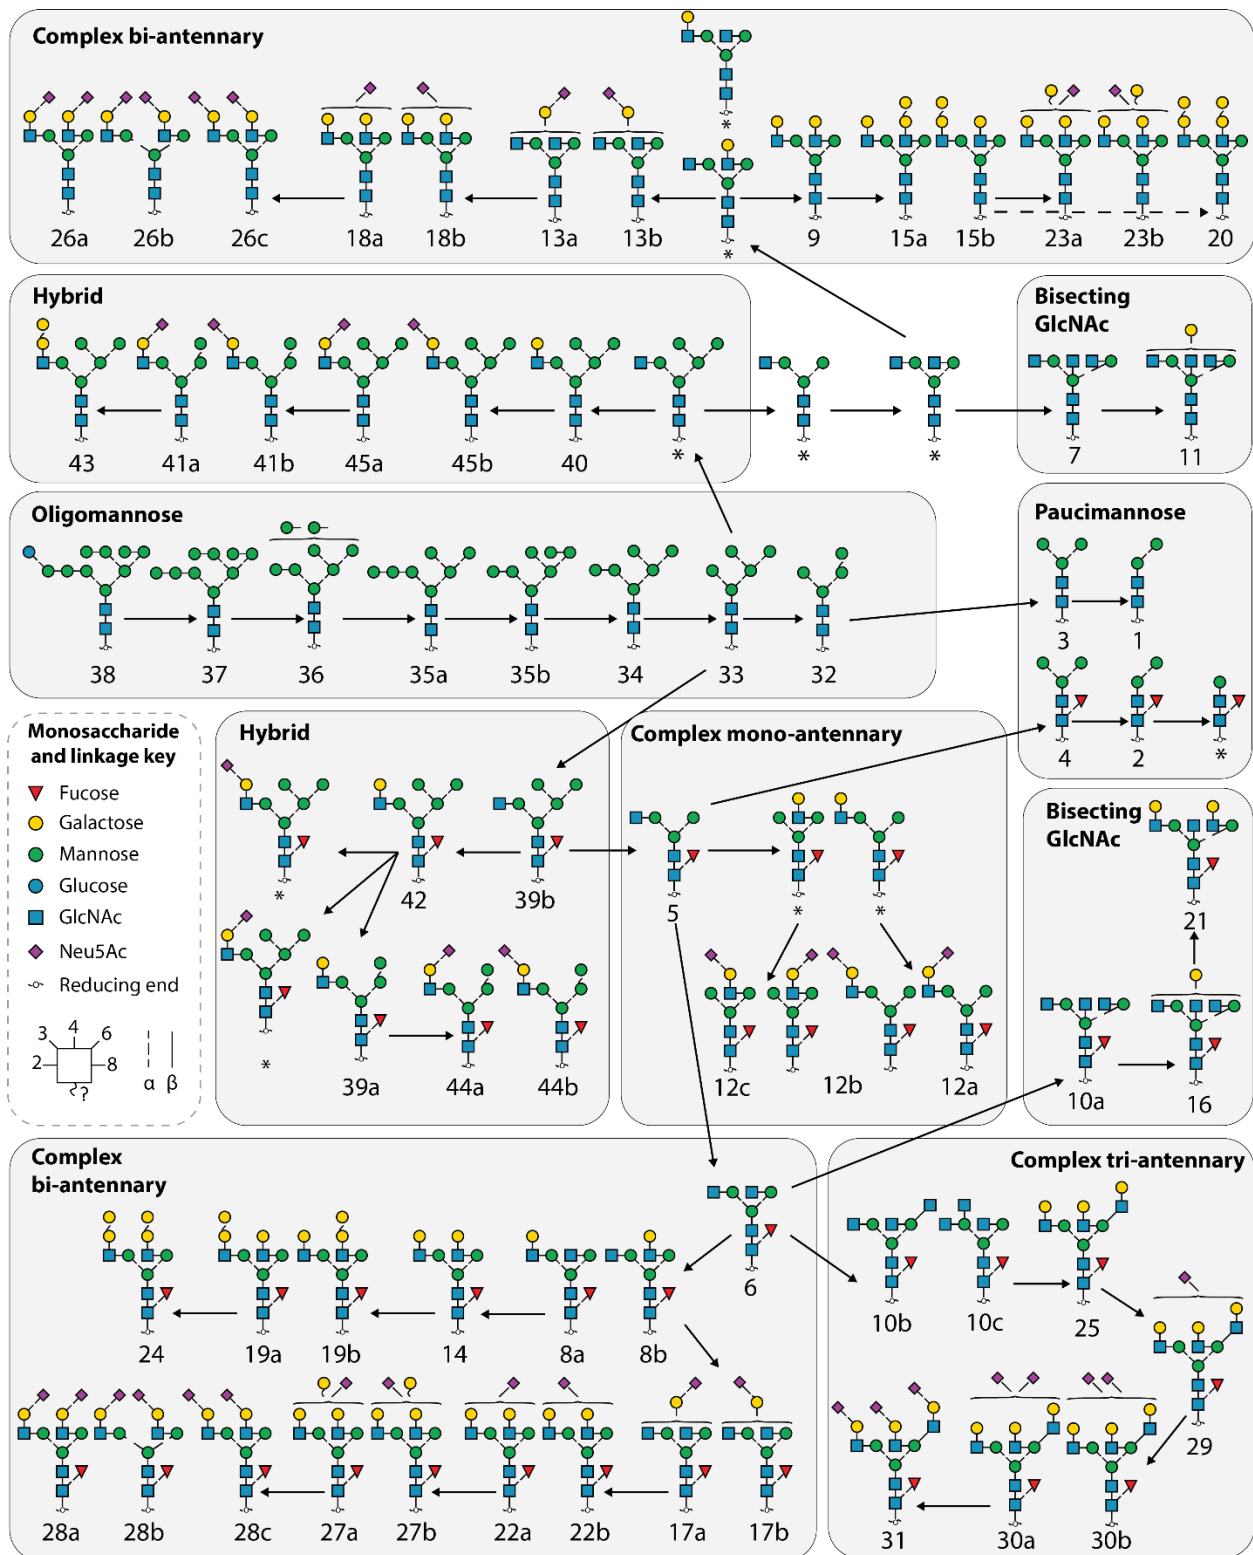 Complex bi-antennary
*
*
26a 26b 26c 18a 18b 13a 13b 9 15a 15b 23a 23b 20
Hybrid
43 41a 41b 45a 45b 40 * * *
Bisecting
GlcNAc
7 11
Oligomannose
38 37 36 35a 35b 34 33 32
Paucimannose
3 1
4 2 *
Monosaccharide
and linkage key
Fucose
Galactose
Mannose
Glucose
GlcNAc
Neu5Ac
Reducing end
3 4 6
2 8
?
α β
Hybrid
* 42 39b
* 39a 44a 44b
Complex mono-antennary
5 * *
12c 12b 12a
Bisecting
GlcNAc
21
10a 16
Complex
bi-antennary
6
24 19a 19b 14 8a 8b
28a 28b 28c 27a 27b 22a 22b 17a 17b
Complex tri-antennary
10b 10c 25
29
31 30a 30b